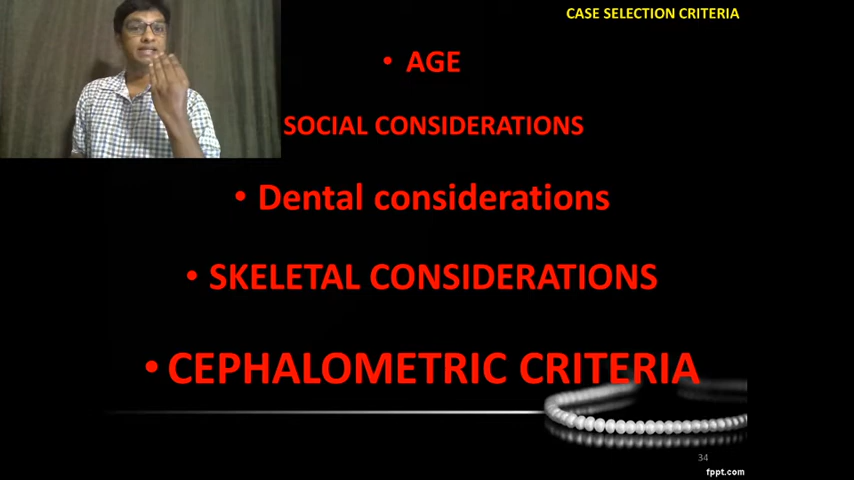 CASE SELECTION CRITERIA
• AGE
SOCIAL CONSIDERATIONS
• Dental considerations
• SKELETAL CONSIDERATIONS
• CEPHALOMETRIC CRITERIA
34
fppt.com